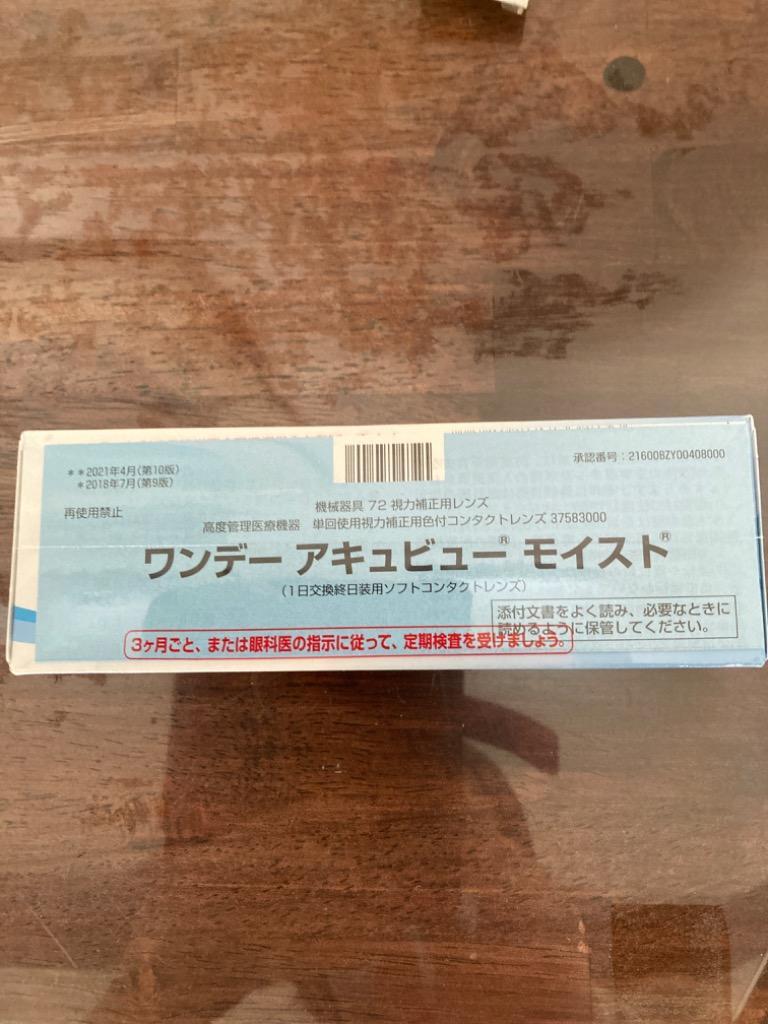 **2021年4月(第10版)
*2018年7月(第9版)
承認番号：21600BZY00408000
再使用禁止
機械器具 72 視力補正用レンズ
高度管理医療機器 単回使用視力補正用色付コンタクトレンズ 37583000
ワンデー アキュビュー® モイスト®
(1日交換終日装用ソフトコンタクトレンズ)
添付文書をよく読み、必要なときに
読めるように保管してください。
3ヶ月ごと、または眼科医の指示に従って、定期検査を受けましょう。